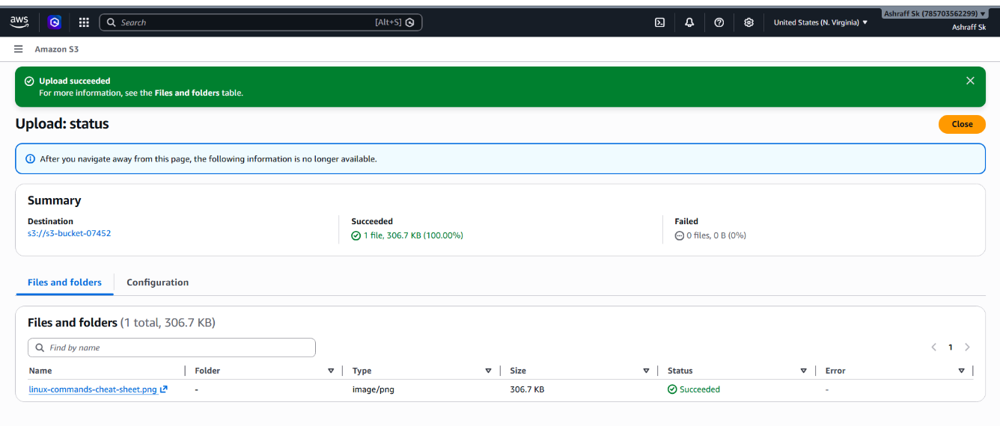 aws
Search [Alt+S]
United States (N. Virginia) ▼
Ashraff Sk (785703562299) ▼
Ashraff Sk
Amazon S3
Upload succeeded
For more information, see the Files and folders table.
Upload: status
Close
After you navigate away from this page, the following information is no longer available.
Summary
Destination
s3://s3-bucket-07452
Succeeded
1 file, 306.7 KB (100.00%)
Failed
0 files, 0 B (0%)
Files and folders Configuration
Files and folders (1 total, 306.7 KB)
Find by name
1
Name Folder Type Size Status Error
linux-commands-cheat-sheet.png - image/png 306.7 KB Succeeded -